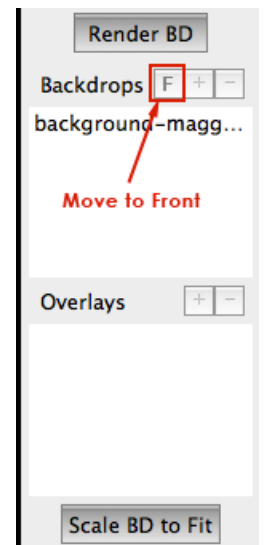 Render BD
Backdrops F + -
background-magg...
Move to Front
Overlays + -
Scale BD to Fit